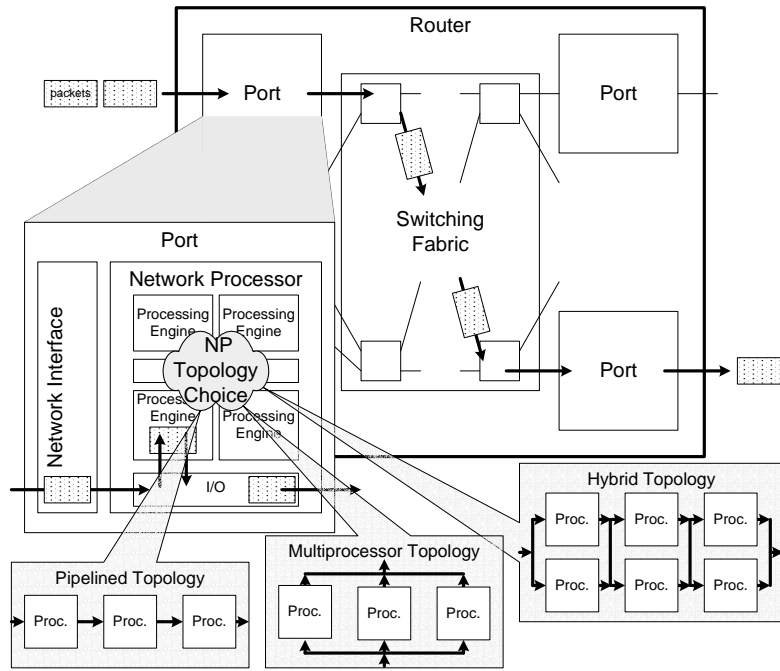 Router
packets
Port
Port
Switching
Fabric
Port
Port
Network Interface
Network Processor
Processing
Engine
Processing
Engine
NP
Topology
Choice
Processing
Engine
Processing
Engine
I/O
Hybrid Topology
Proc.
Proc.
Proc.
Proc.
Proc.
Proc.
Multiprocessor Topology
Proc.
Proc.
Proc.
Pipelined Topology
Proc.
Proc.
Proc.